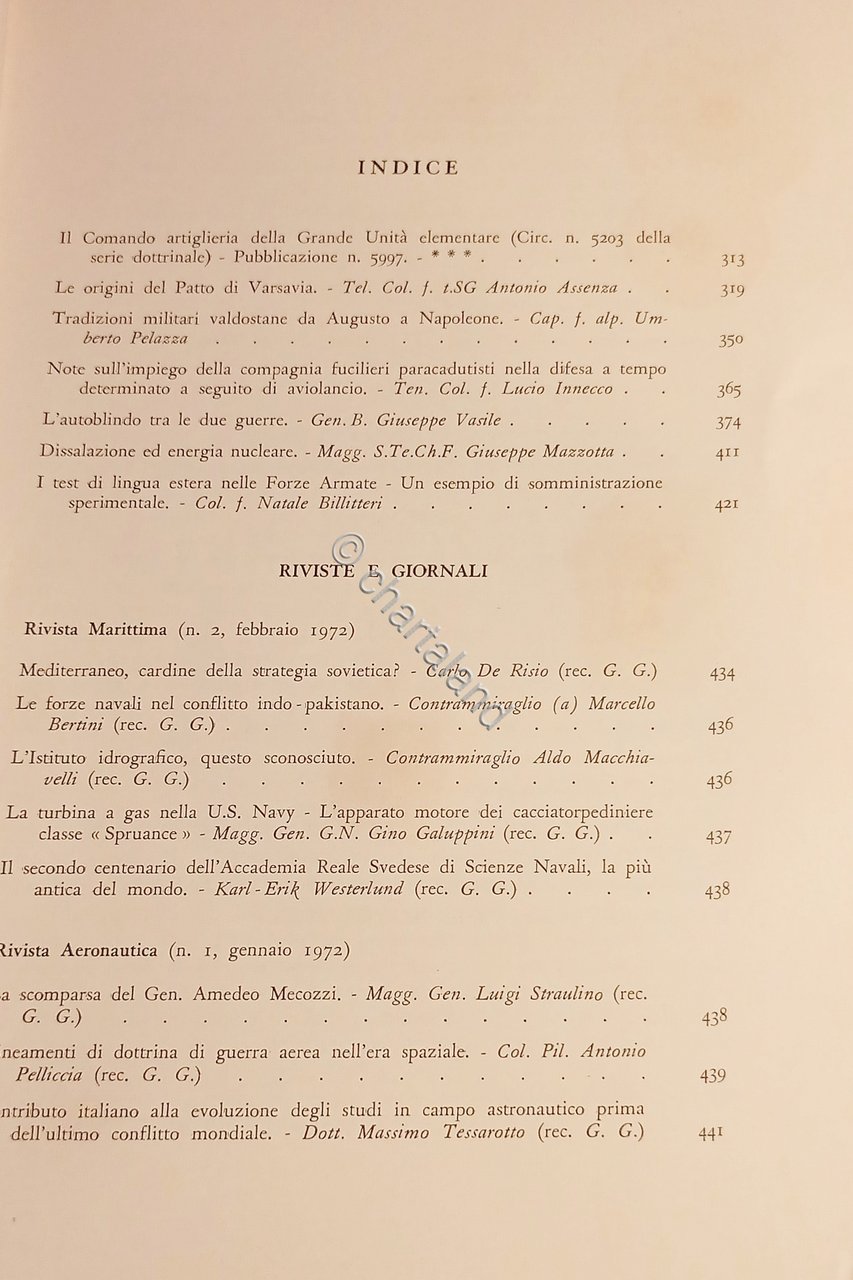 INDICE
Il Comando artiglieria della Grande Unità elementare (Circ. n. 5203 della
serie dottrinale) - Pubblicazione n. 5997. - * * * . . . . . . 313
Le origini del Patto di Varsavia. - Tel. Col. f. t.SG Antonio Assenza . . 319
Tradizioni militari valdostane da Augusto a Napoleone. - Cap. f. alp. Um-
berto Pelazza . . . . . . . . . . . . 350
Note sull'impiego della compagnia fucilieri paracadutisti nella difesa a tempo
determinato a seguito di aviolancio. - Ten. Col. f. Lucio Innecco . . 365
L'autoblindo tra le due guerre. - Gen. B. Giuseppe Vasile . . . . . 374
Dissalazione ed energia nucleare. - Magg. S.Te.Ch.F. Giuseppe Mazzotta . . 411
I test di lingua estera nelle Forze Armate - Un esempio di somministrazione
sperimentale. - Col. f. Natale Billitteri . . . . . . . . 421
RIVISTE E GIORNALI
Rivista Marittima (n. 2, febbraio 1972)
Mediterraneo, cardine della strategia sovietica? - Carlo De Risio (rec. G. G.) 434
Le forze navali nel conflitto indo-pakistano. - Contrammiraglio (a) Marcello
Bertini (rec. G. G.) . . . . . . . . . . . . 436
L'Istituto idrografico, questo sconosciuto. - Contrammiraglio Aldo Macchia-
velli (rec. G. G.) . . . . . . . . . . . . 436
La turbina a gas nella U.S. Navy - L'apparato motore dei cacciatorpediniere
classe « Spruance » - Magg. Gen. G.N. Gino Galuppini (rec. G. G.) . . 437
Il secondo centenario dell'Accademia Reale Svedese di Scienze Navali, la più
antica del mondo. - Karl-Erik Westerlund (rec. G. G.) . . . . 438
Rivista Aeronautica (n. 1, gennaio 1972)
a scomparsa del Gen. Amedeo Mecozzi. - Magg. Gen. Luigi Straulino (rec.
G. G.) . . . . . . . . . . . . . . 438
neamenti di dottrina di guerra aerea nell'era spaziale. - Col. Pil. Antonio
Pelliccia (rec. G. G.) . . . . . . . . . . . 439
ntributo italiano alla evoluzione degli studi in campo astronautico prima
dell'ultimo conflitto mondiale. - Dott. Massimo Tessarotto (rec. G. G.) 441
© chartaland